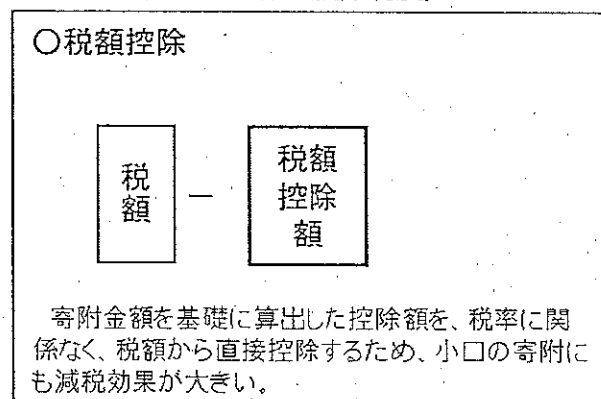 ○税額控除
税額
－
税額
控除
額
寄附金額を基礎に算出した控除額を、税率に関
係なく、税額から直接控除するため、小口の寄附に
も減税効果が大きい。